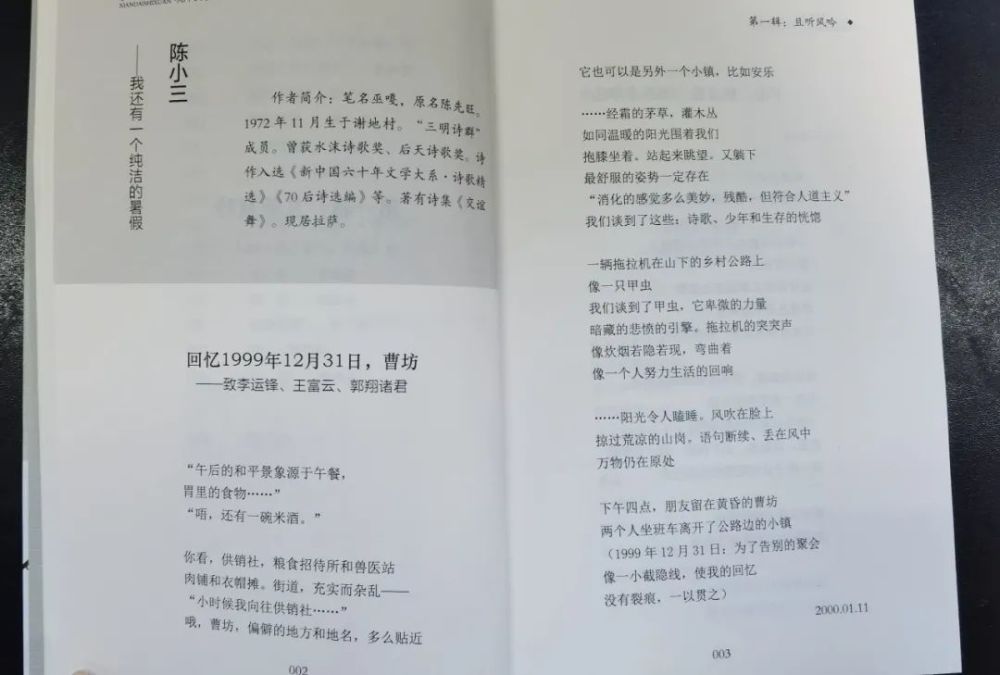 陈小三
——我还有一个纯洁的暑假
作者简介：笔名巫嘎，原名陈先旺。
1972年11月生于谢地村。“三明诗群”
成员。曾获水沫诗歌奖、后天诗歌奖。诗
作入选《新中国六十年文学大系·诗歌精
选》《70后诗选编》等。著有诗集《交谊
舞》。现居拉萨。
回忆1999年12月31日，曹坊
——致李运锋、王富云、郭翔诸君
“午后的和平景象源于午餐，
胃里的食物……”
“唔，还有一碗米酒。”
你看，供销社，粮食招待所和兽医站
肉铺和衣帽摊。街道，充实而杂乱——
“小时候我向往供销社……”
哦，曹坊，偏僻的地方和地名，多么贴近
002
第一辑：且听风吟 ◆
它也可以是另外一个小镇，比如安乐
……经霜的茅草，灌木丛
如同温暖的阳光围着我们
抱膝坐着。站起来眺望。又躺下
最舒服的姿势一定存在
“消化的感觉多么美妙，残酷，但符合人道主义”
我们谈到了这些：诗歌、少年和生存的恍惚
一辆拖拉机在山下的乡村公路上
像一只甲虫
我们谈到了甲虫，它卑微的力量
暗藏的悲愤的引擎。拖拉机的突突声
像炊烟若隐若现，弯曲着
像一个人努力生活的回响
……阳光令人瞌睡。风吹在脸上
掠过荒凉的山岗。语句断续、丢在风中
万物仍在原处
下午四点，朋友留在黄昏的曹坊
两个人坐班车离开了公路边的小镇
（1999年12月31日：为了告别的聚会
像一小截隐线，使我的回忆
没有裂痕，一以贯之）
2000.01.11
003